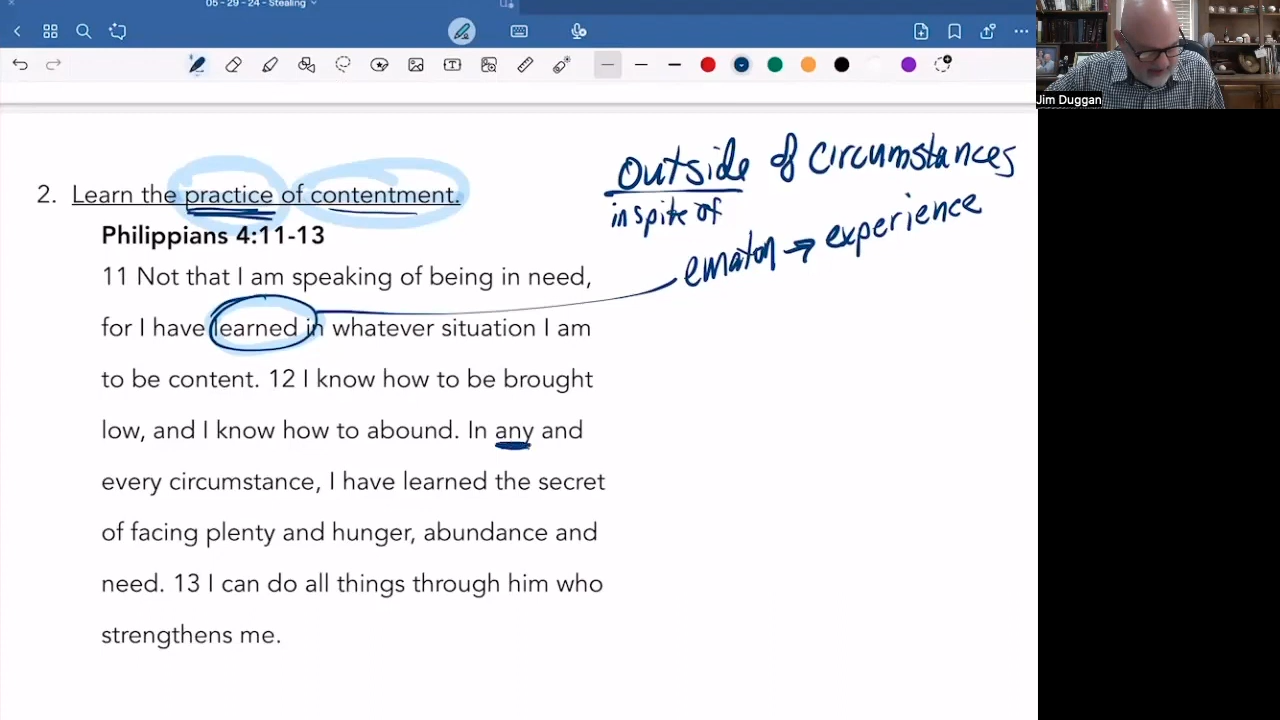 05 - 29 - 24 - Stealing
Jim Duggan
outside of circumstances
in spite of
ematon → experience
2. Learn the practice of contentment.
Philippians 4:11-13
11 Not that I am speaking of being in need,
for I have learned in whatever situation I am
to be content. 12 I know how to be brought
low, and I know how to abound. In any and
every circumstance, I have learned the secret
of facing plenty and hunger, abundance and
need. 13 I can do all things through him who
strengthens me.